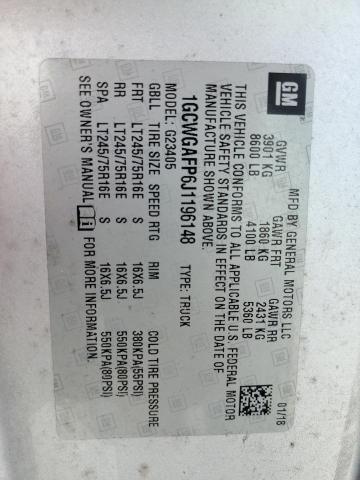 GM
MFD BY GENERAL MOTORS LLC 01/18
GVWR GAWR FRT GAWR RR
3901 KG 1860 KG 2431 KG
8600 LB 4100 LB 5360 LB
THIS VEHICLE CONFORMS TO ALL APPLICABLE U.S. FEDERAL MOTOR
VEHICLE SAFETY STANDARDS IN EFFECT ON THE DATE OF
MANUFACTURE SHOWN ABOVE.
1GCWGAFP6J1196148 TYPE: TRUCK
G23405
GBLL TIRE SIZE SPEED RTG RIM COLD TIRE PRESSURE
FRT LT245/75R16E S 16X6.5J 380KPA(55PSI)
RR LT245/75R16E S 16X6.5J 550KPA(80PSI)
SPA LT245/75R16E S 16X6.5J 550KPA(80PSI)
SEE OWNER'S MANUAL i FOR MORE INFORMATION.